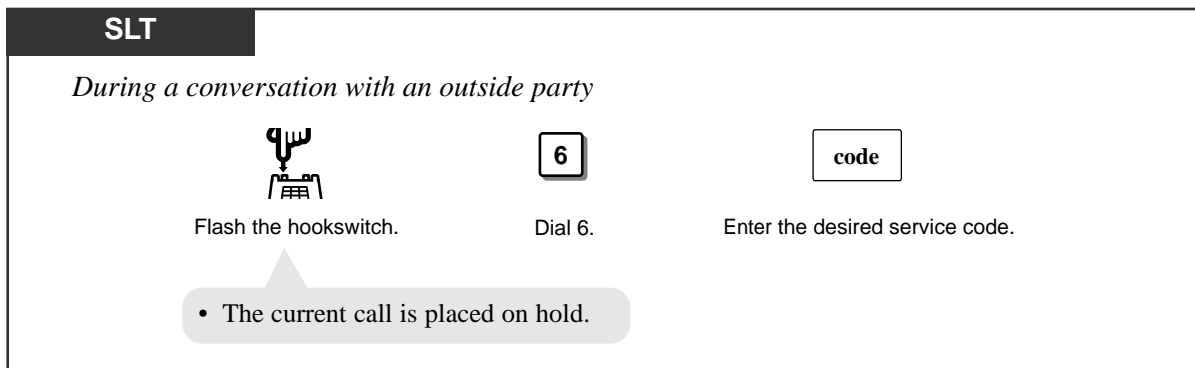 SLT
During a conversation with an outside party
6
code
Flash the hookswitch.
Dial 6.
Enter the desired service code.
• The current call is placed on hold.